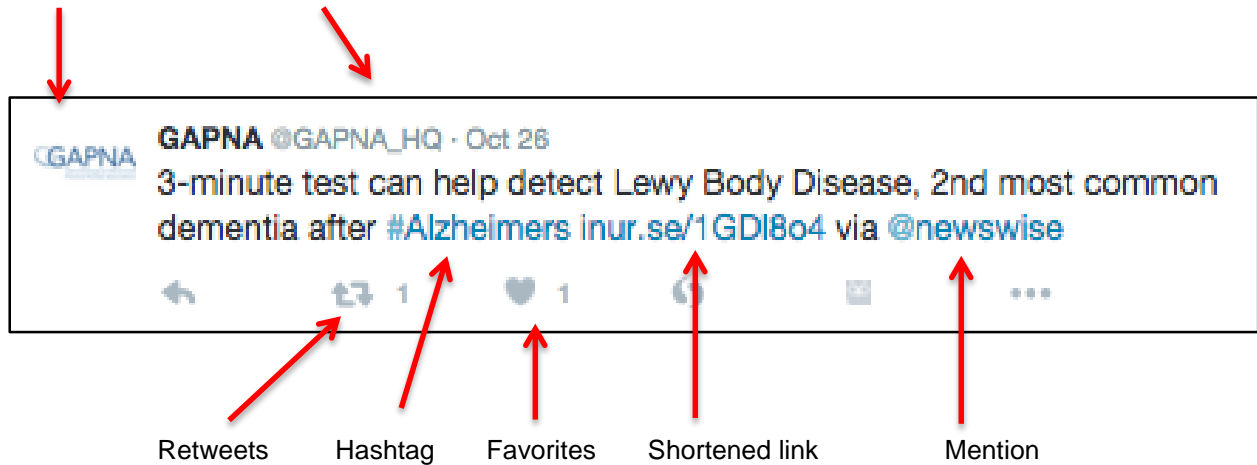 GAPNA
GAPNA @GAPNA_HQ · Oct 26
3-minute test can help detect Lewy Body Disease, 2nd most common
dementia after #Alzheimers inur.se/1GDl8o4 via @newswise
1 1
Retweets Hashtag Favorites Shortened link Mention